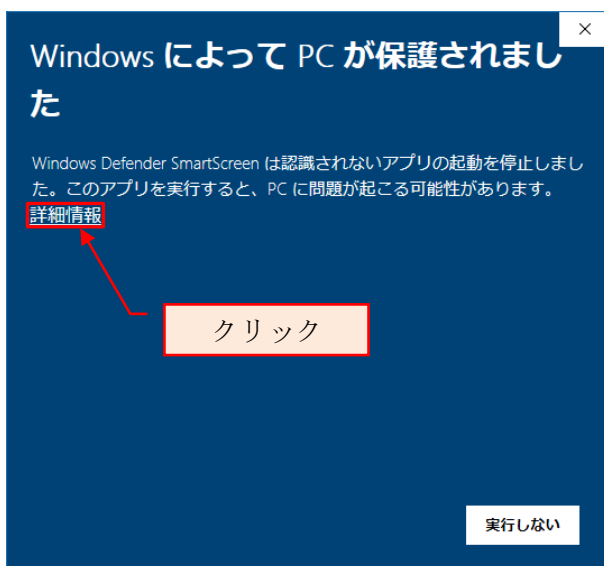 ×
Windows によって PC が保護されまし
た
Windows Defender SmartScreen は認識されないアプリの起動を停止しまし
た。このアプリを実行すると、PC に問題が起こる可能性があります。
詳細情報
クリック
実行しない